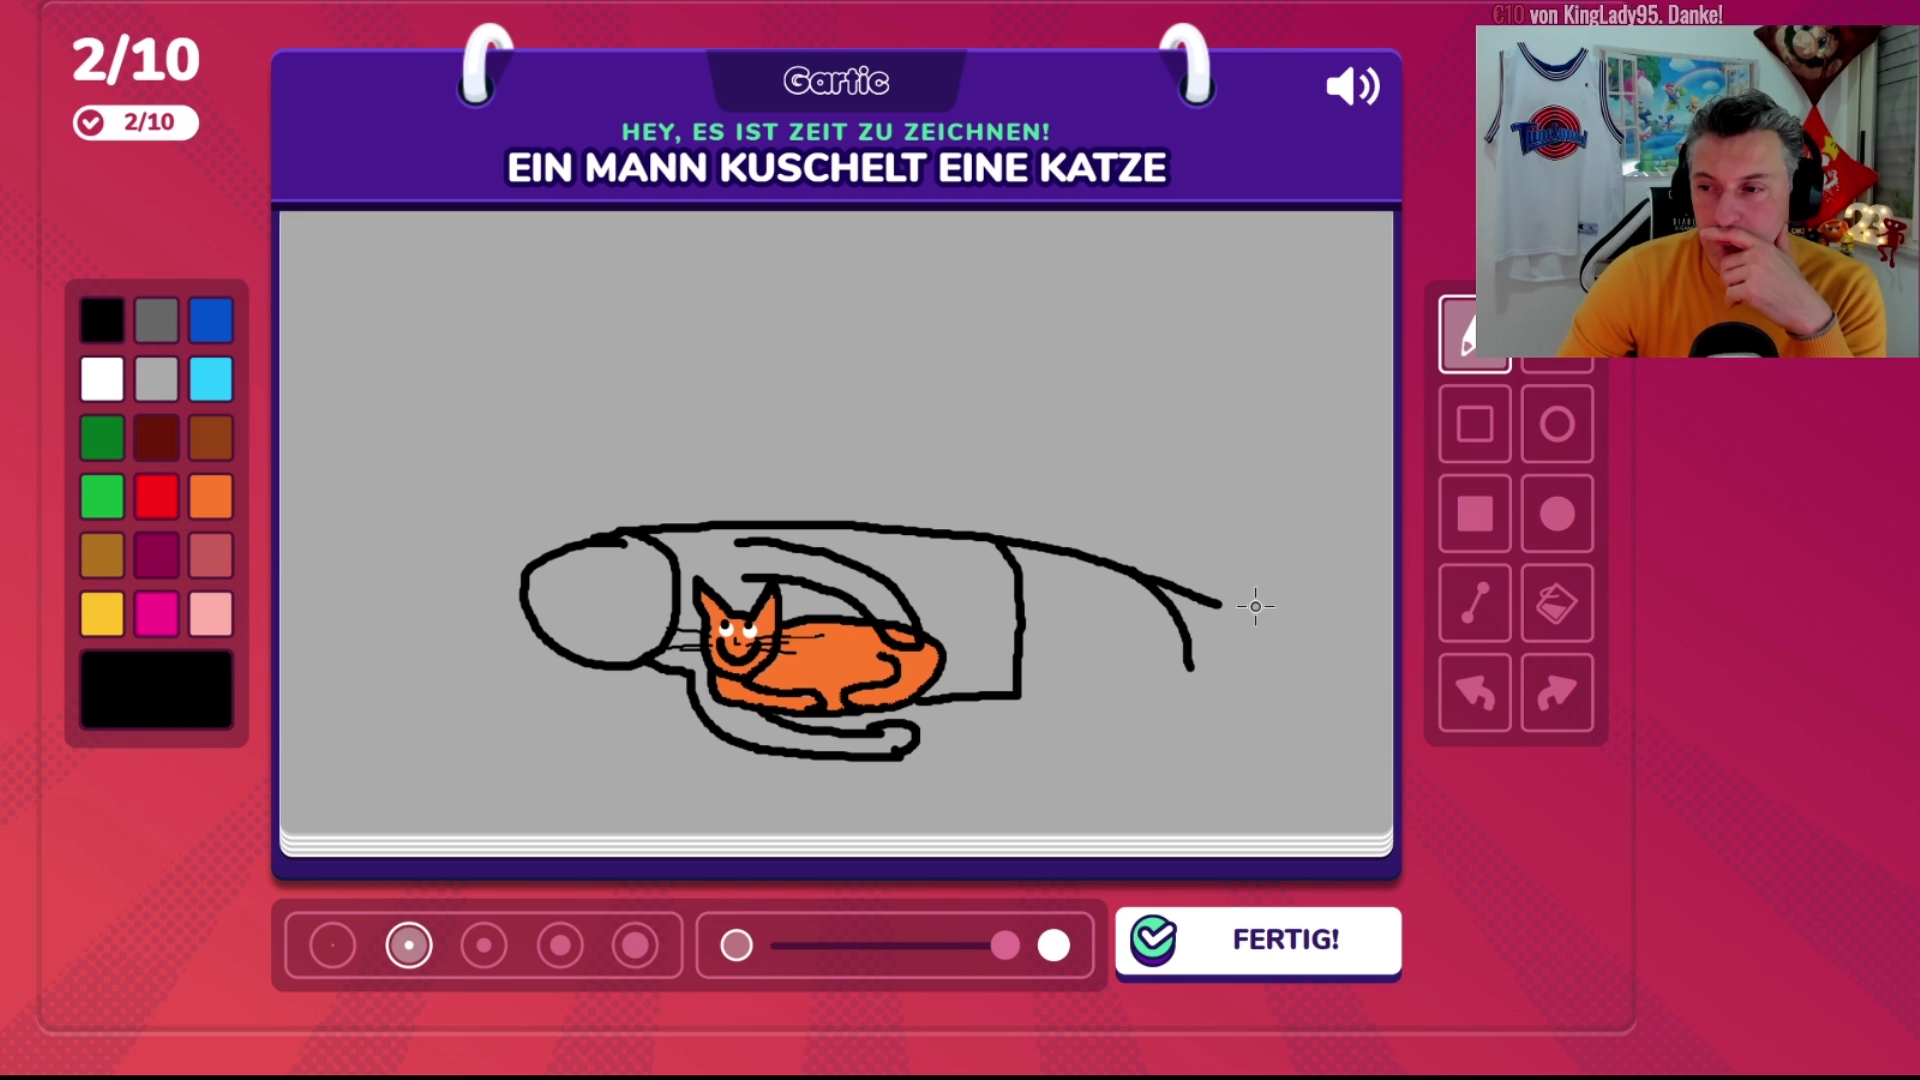 €10 von KingLady95. Danke!
2/10
2/10
Gartic
HEY, ES IST ZEIT ZU ZEICHNEN!
EIN MANN KUSCHELT EINE KATZE
FERTIG!